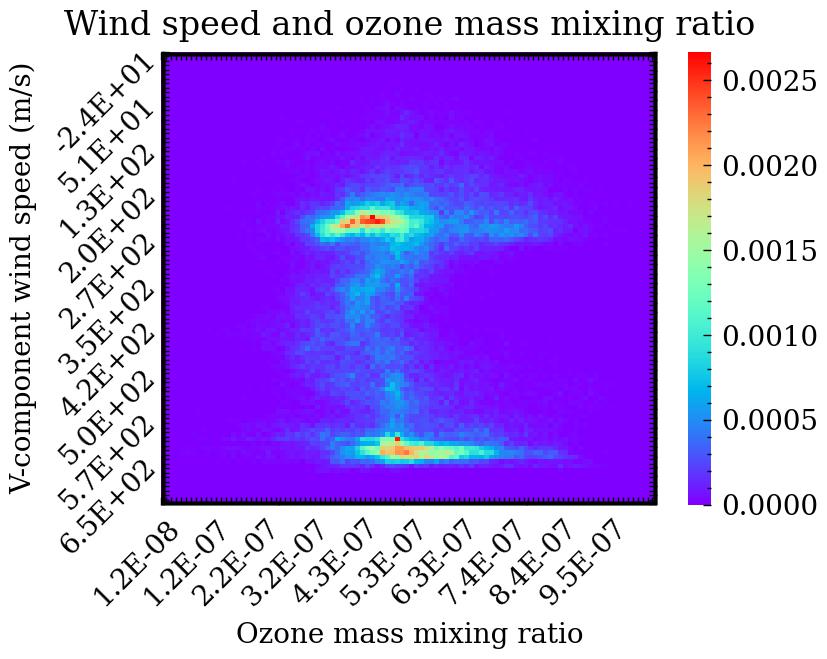 Wind speed and ozone mass mixing ratio
V-component wind speed (m/s)
-2.4E+01
5.1E+01
1.3E+02
2.0E+02
2.7E+02
3.5E+02
4.2E+02
5.0E+02
5.7E+02
6.5E+02
1.2E-08
1.2E-07
2.2E-07
3.2E-07
4.3E-07
5.3E-07
6.3E-07
7.4E-07
8.4E-07
9.5E-07
Ozone mass mixing ratio
0.0025
0.0020
0.0015
0.0010
0.0005
0.0000